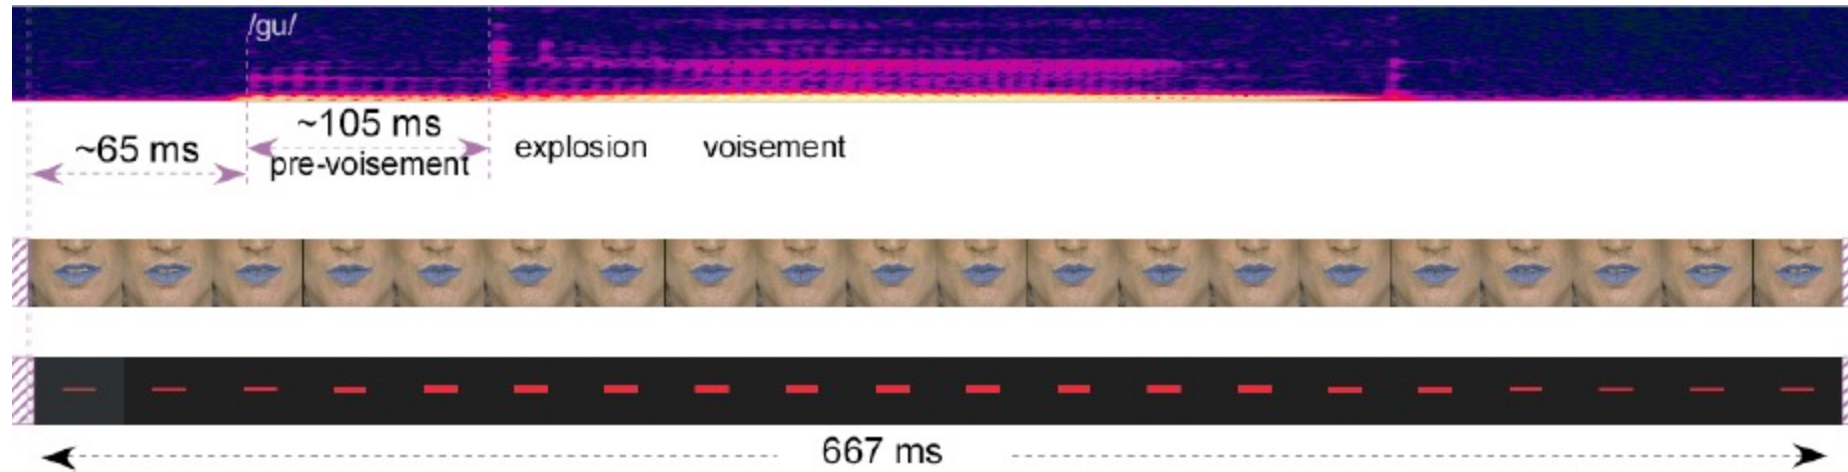 /gu/
~105 ms
~65 ms
pre-voisement
explosion
voisement
667 ms